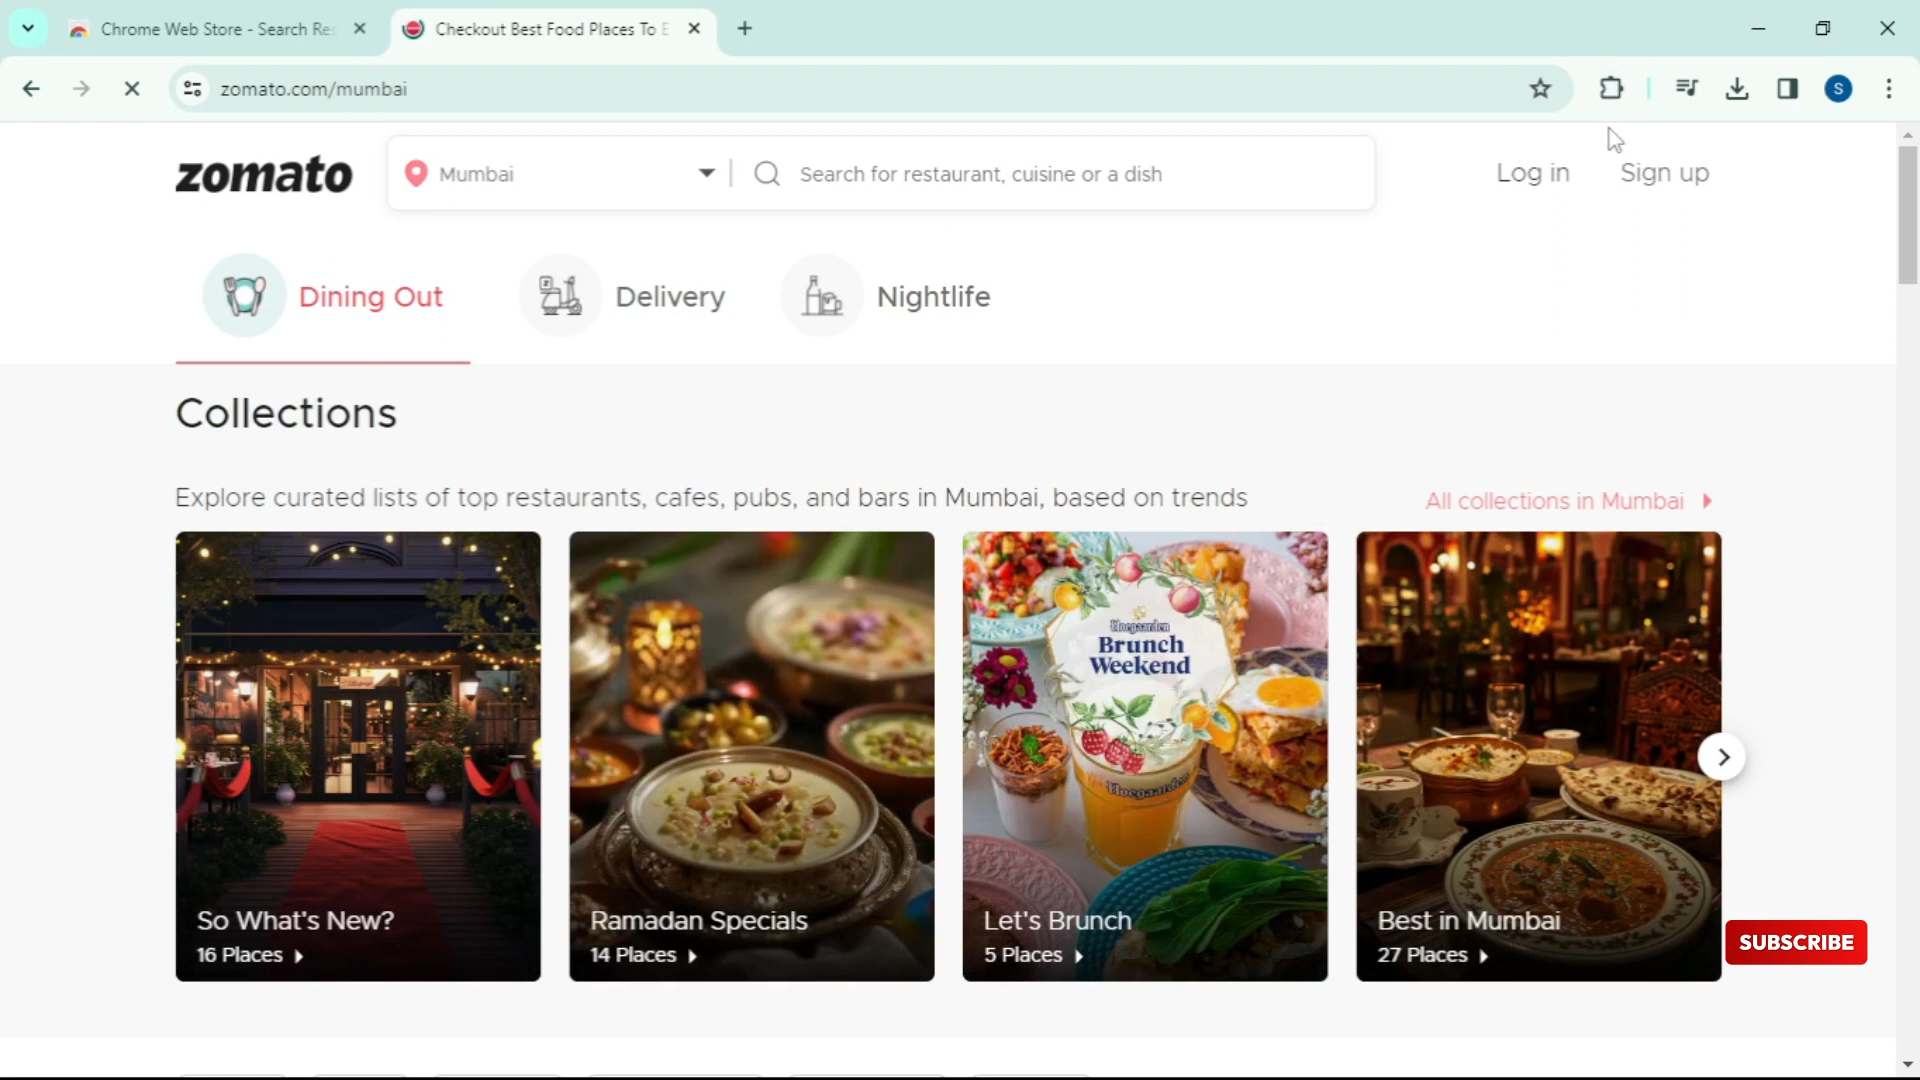 Chrome Web Store - Search Re
Checkout Best Food Places To E
zomato.com/mumbai
S
zomato
Mumbai
Search for restaurant, cuisine or a dish
Log in
Sign up
Dining Out
Delivery
Nightlife
Collections
Explore curated lists of top restaurants, cafes, pubs, and bars in Mumbai, based on trends
All collections in Mumbai
Hoegaarden
Brunch
Weekend
Hoegaarden
So What's New?
16 Places
Ramadan Specials
14 Places
Let's Brunch
5 Places
Best in Mumbai
27 Places
SUBSCRIBE